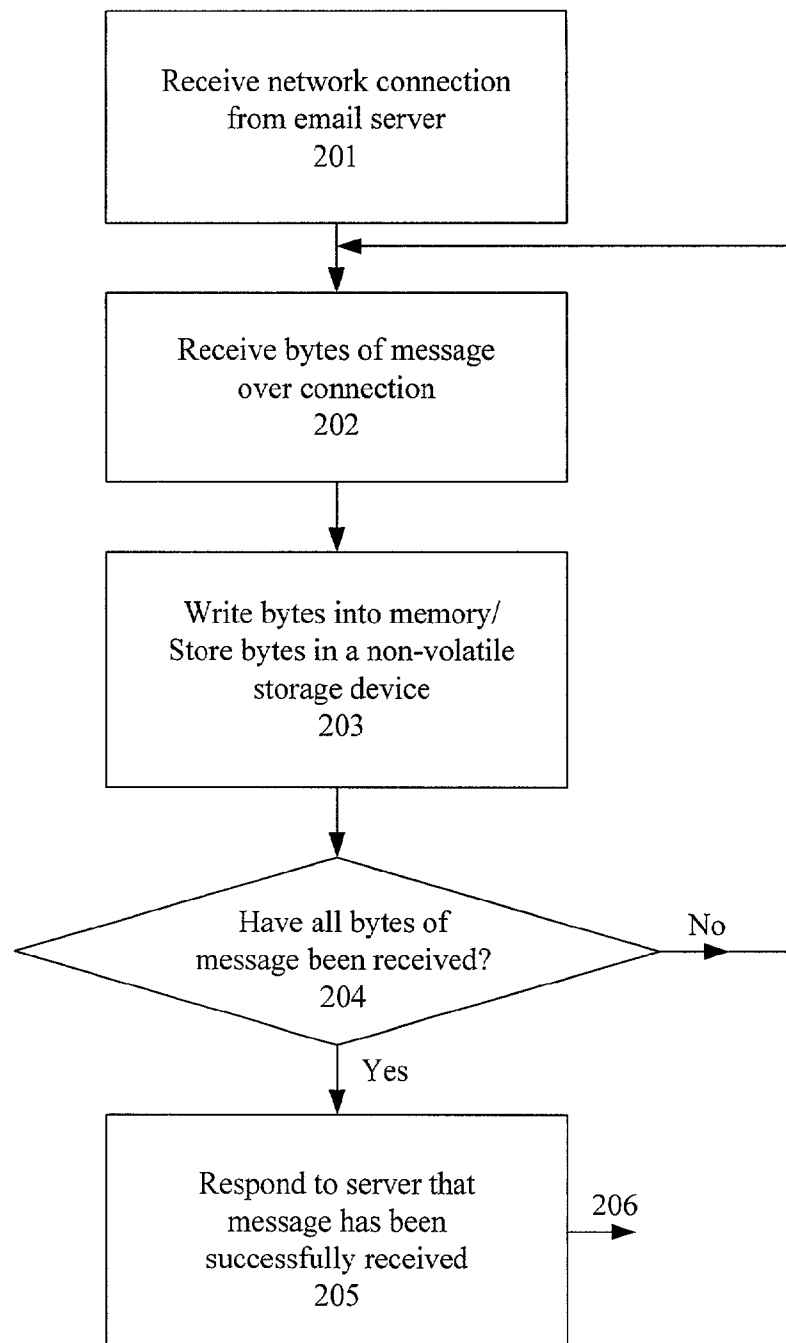 Receive network connection
from email server
201
Receive bytes of message
over connection
202
Write bytes into memory/
Store bytes in a non-volatile
storage device
203
Have all bytes of
message been received?
204
No
Yes
Respond to server that
message has been
successfully received
205
206